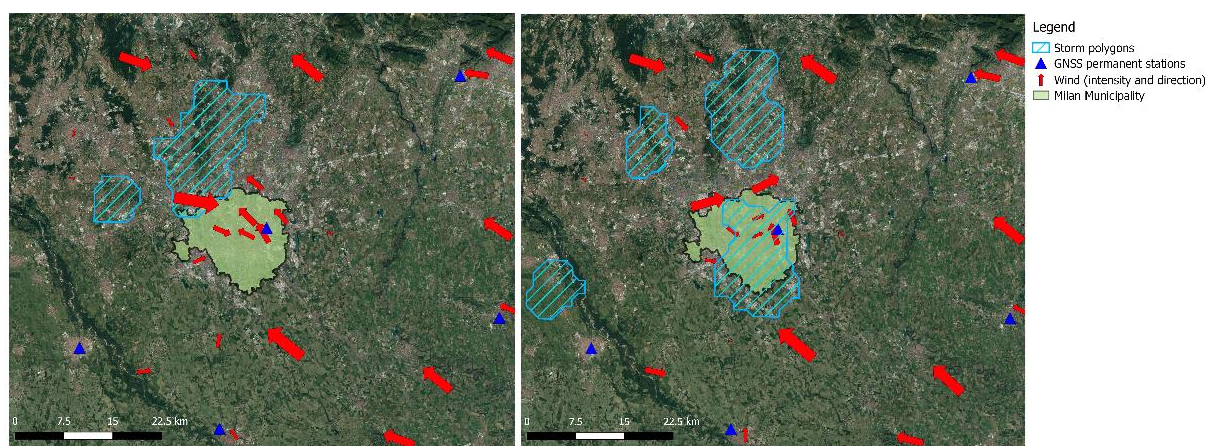 Legend
Storm polygons
GNSS permanent stations
Wind (intensity and direction)
Milan Municipality
0 7.5 15 22.5 km
0 7.5 15 22.5 km